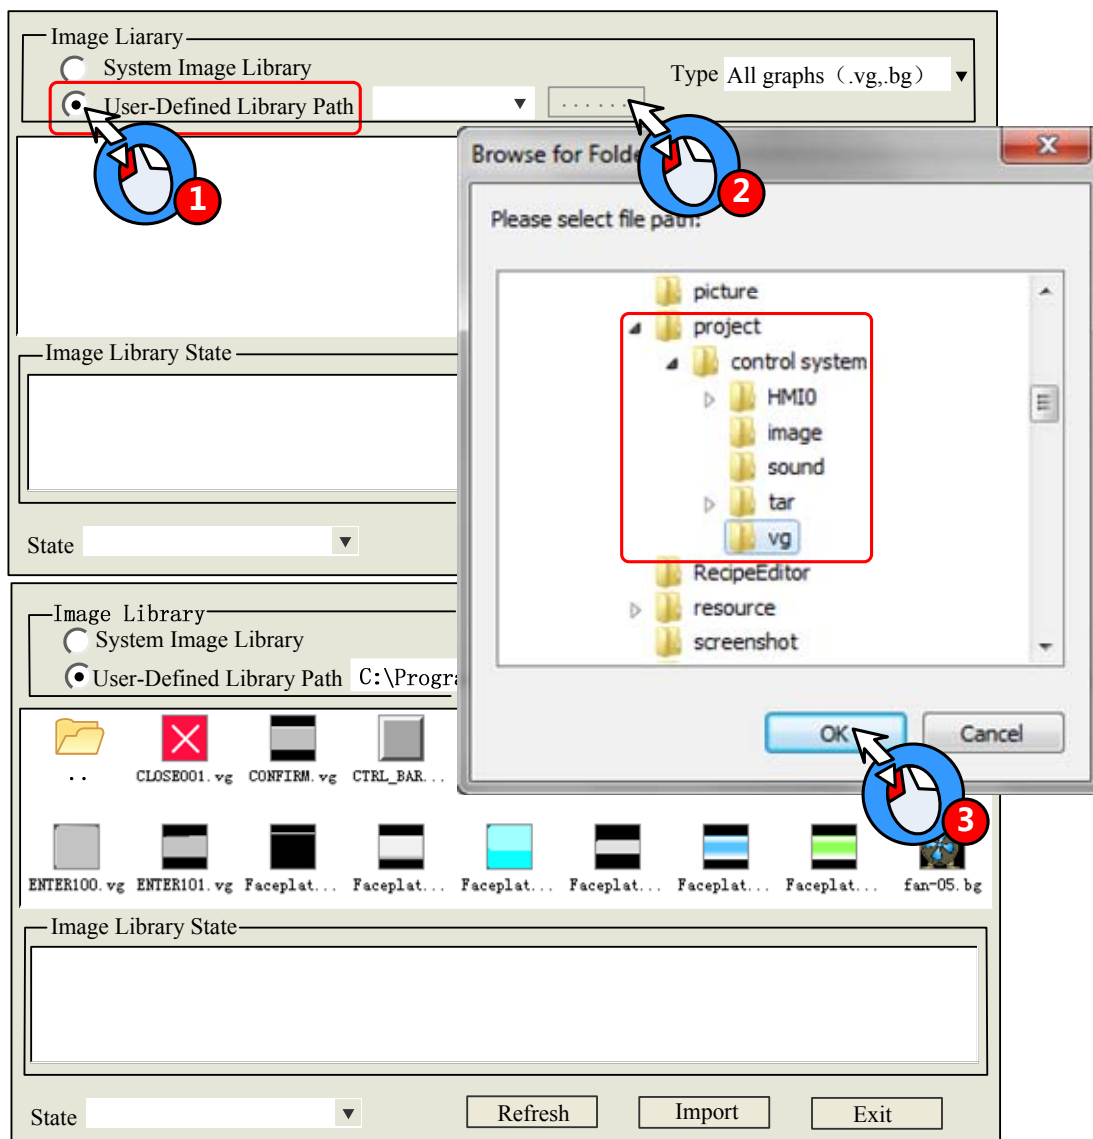 Image Liarary
System Image Library
Type All graphs（.vg,.bg）
User-Defined Library Path
......
1
2
Browse for Folde
Please select file path:
picture
project
control system
HMI0
image
sound
tar
vg
RecipeEditor
resource
screenshot
OK
Cancel
3
Image Library State
State
Image Library
System Image Library
User-Defined Library Path C:\Progra
..
CLOSE001.vg
CONFIRM.vg
CTRL_BAR...
ENTER100.vg
ENTER101.vg
Faceplat...
Faceplat...
Faceplat...
Faceplat...
Faceplat...
Faceplat...
fan-05.bg
Image Library State
State
Refresh
Import
Exit